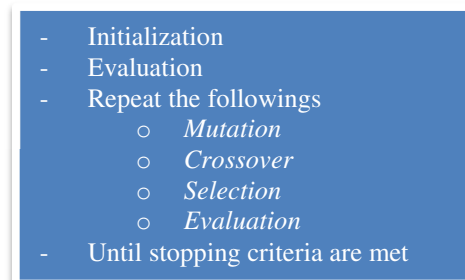 - Initialization
- Evaluation
- Repeat the followings
o Mutation
o Crossover
o Selection
o Evaluation
- Until stopping criteria are met